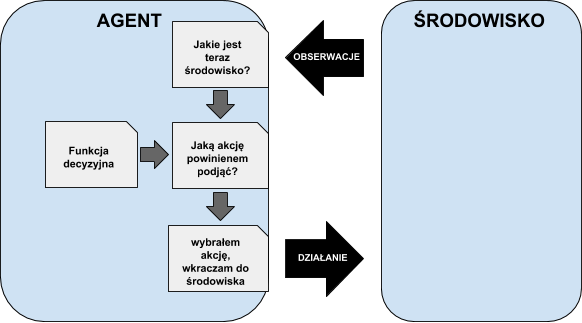 AGENT
ŚRODOWISKO
Jakie jest
teraz
środowisko?
OBSERWACJE
Funkcja
decyzyjna
Jaką akcję
powinienem
podjąć?
wybrałem
akcję,
wkraczam do
środowiska
DZIAŁANIE